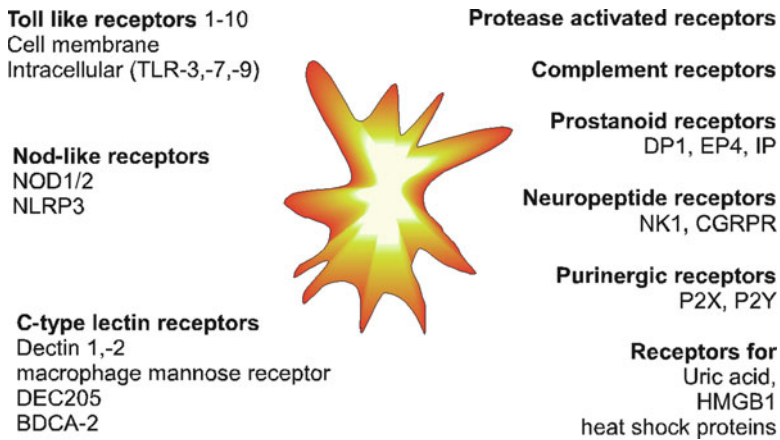 Toll like receptors 1-10
Cell membrane
Intracellular (TLR-3,-7,-9)
Nod-like receptors
NOD1/2
NLRP3
C-type lectin receptors
Dectin 1,-2
macrophage mannose receptor
DEC205
BDCA-2
Protease activated receptors
Complement receptors
Prostanoid receptors
DP1, EP4, IP
Neuropeptide receptors
NK1, CGRPR
Purinergic receptors
P2X, P2Y
Receptors for
Uric acid,
HMGB1
heat shock proteins